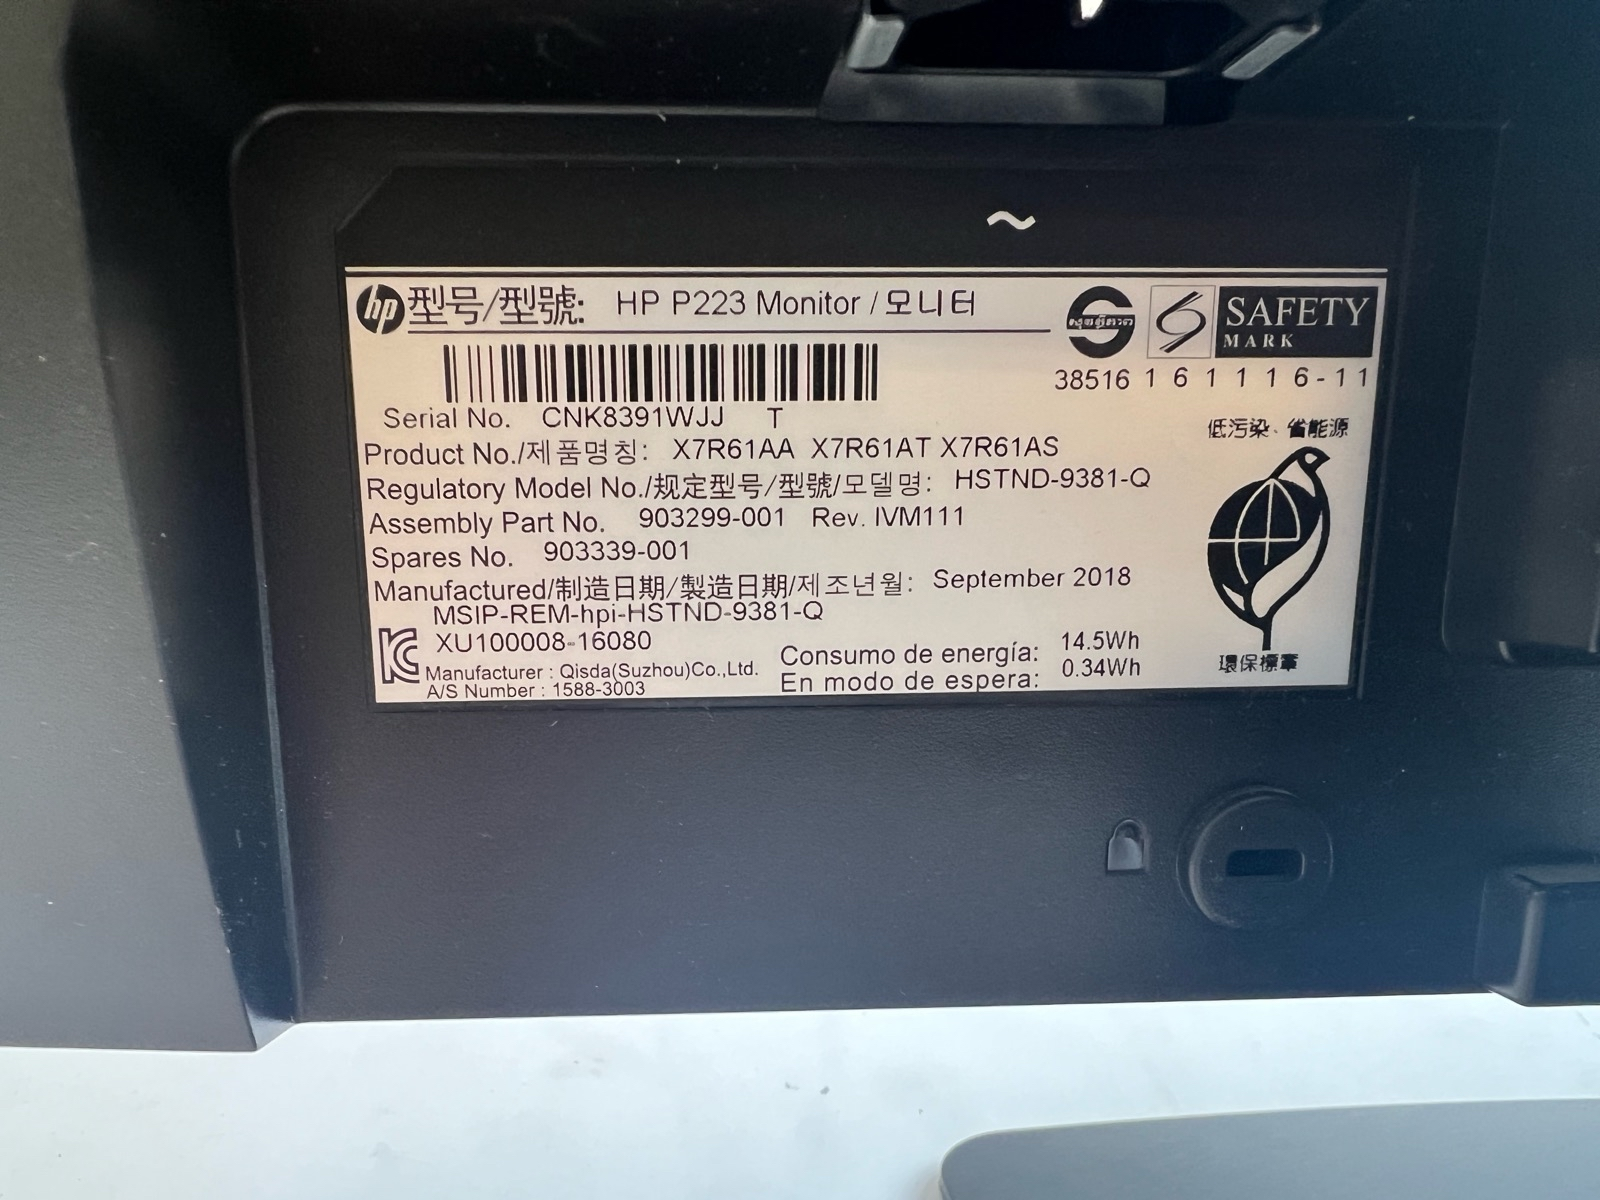 ~
hp 型号/型號: HP P223 Monitor / 모니터
SAFETY
MARK
38516 1 6 1 1 1 6 - 1 1
Serial No. CNK8391WJJ T
低污染、省能源
Product No./제품명칭: X7R61AA X7R61AT X7R61AS
Regulatory Model No./规定型号/型號/모델명: HSTND-9381-Q
Assembly Part No. 903299-001 Rev. IVM111
Spares No. 903339-001
Manufactured/制造日期/製造日期/제조년월: September 2018
MSIP-REM-hpi-HSTND-9381-Q
XU100008-16080
Manufacturer : Qisda(Suzhou)Co.,Ltd.
A/S Number : 1588-3003
Consumo de energía: 14.5Wh
En modo de espera: 0.34Wh
環保標章